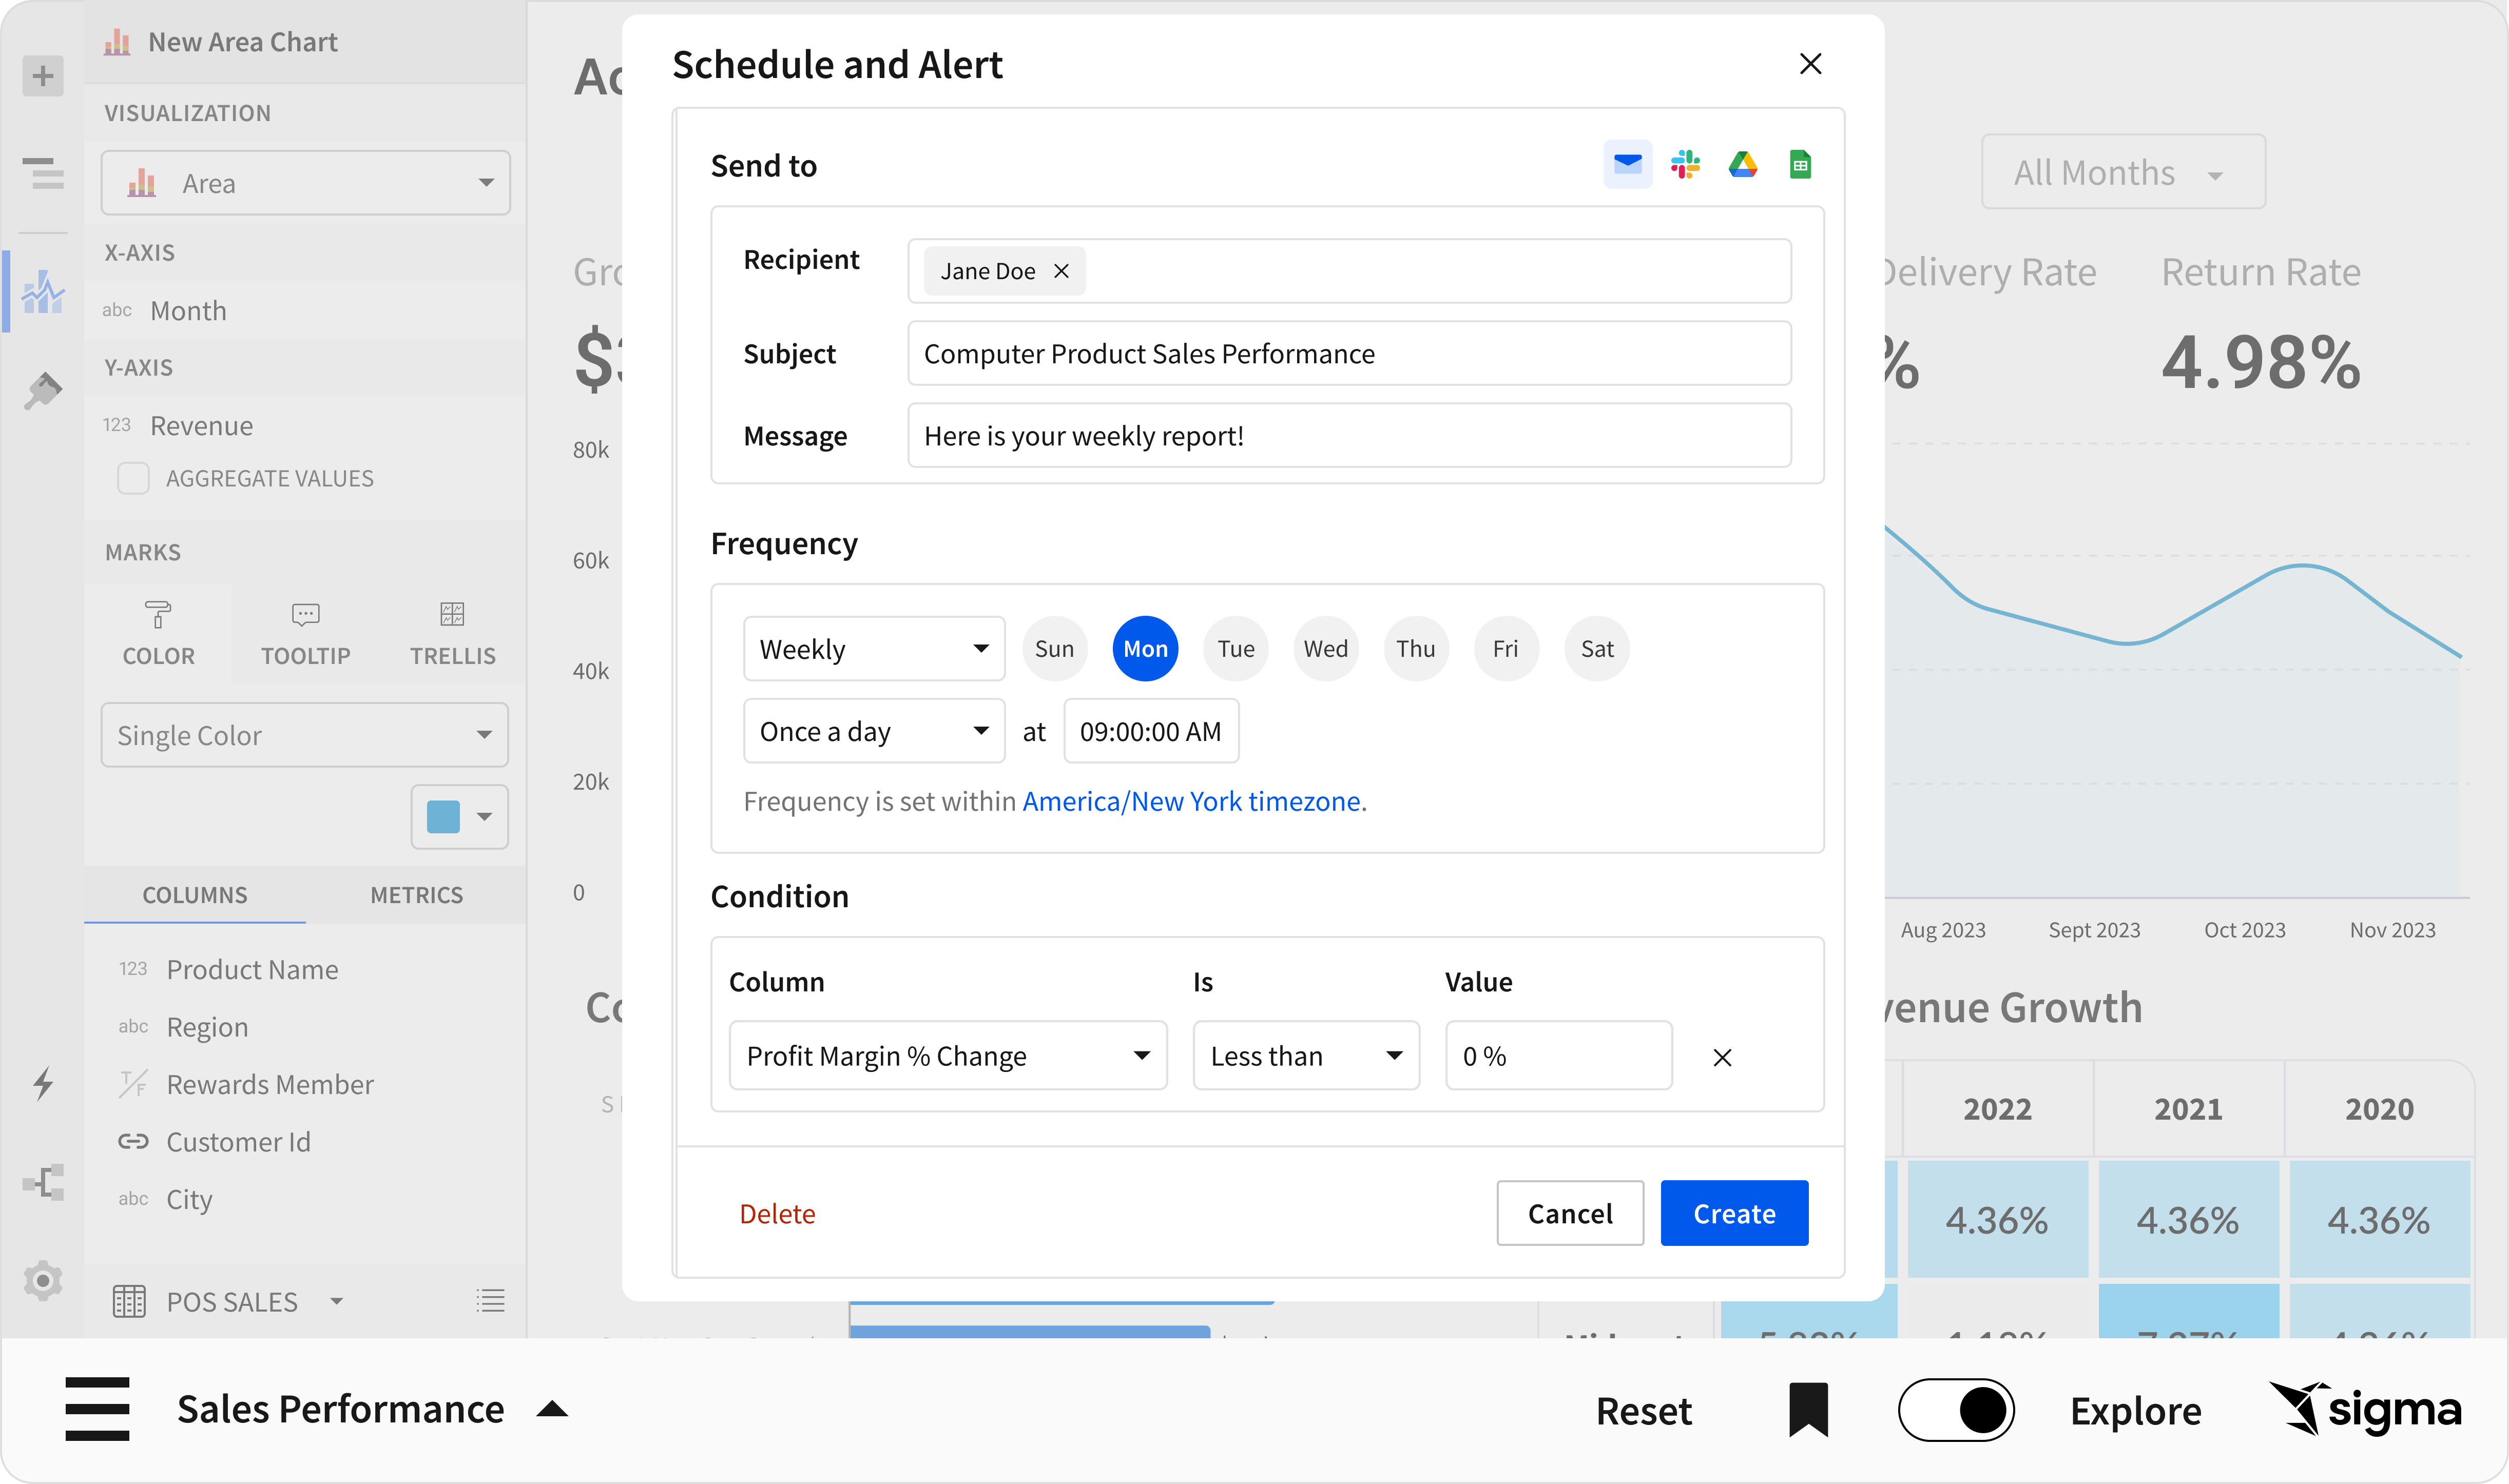 New Area Chart
VISUALIZATION
Area
X-AXIS
abc Month
Y-AXIS
123 Revenue
AGGREGATE VALUES
MARKS
COLOR TOOLTIP TRELLIS
Single Color
COLUMNS METRICS
123 Product Name
abc Region
T/F Rewards Member
Customer Id
abc City
POS SALES
Schedule and Alert
Send to
Recipient Jane Doe
Subject Computer Product Sales Performance
Message Here is your weekly report!
Frequency
Weekly Sun Mon Tue Wed Thu Fri Sat
Once a day at 09:00:00 AM
Frequency is set within America/New York timezone.
Condition
Column Is Value
Profit Margin % Change Less than 0 %
Delete Cancel Create
All Months
Delivery Rate Return Rate
% 4.98%
80k
60k
40k
20k
0
Aug 2023 Sept 2023 Oct 2023 Nov 2023
Growth
2022 2021 2020
4.36% 4.36% 4.36%
Sales Performance
Reset Explore sigma